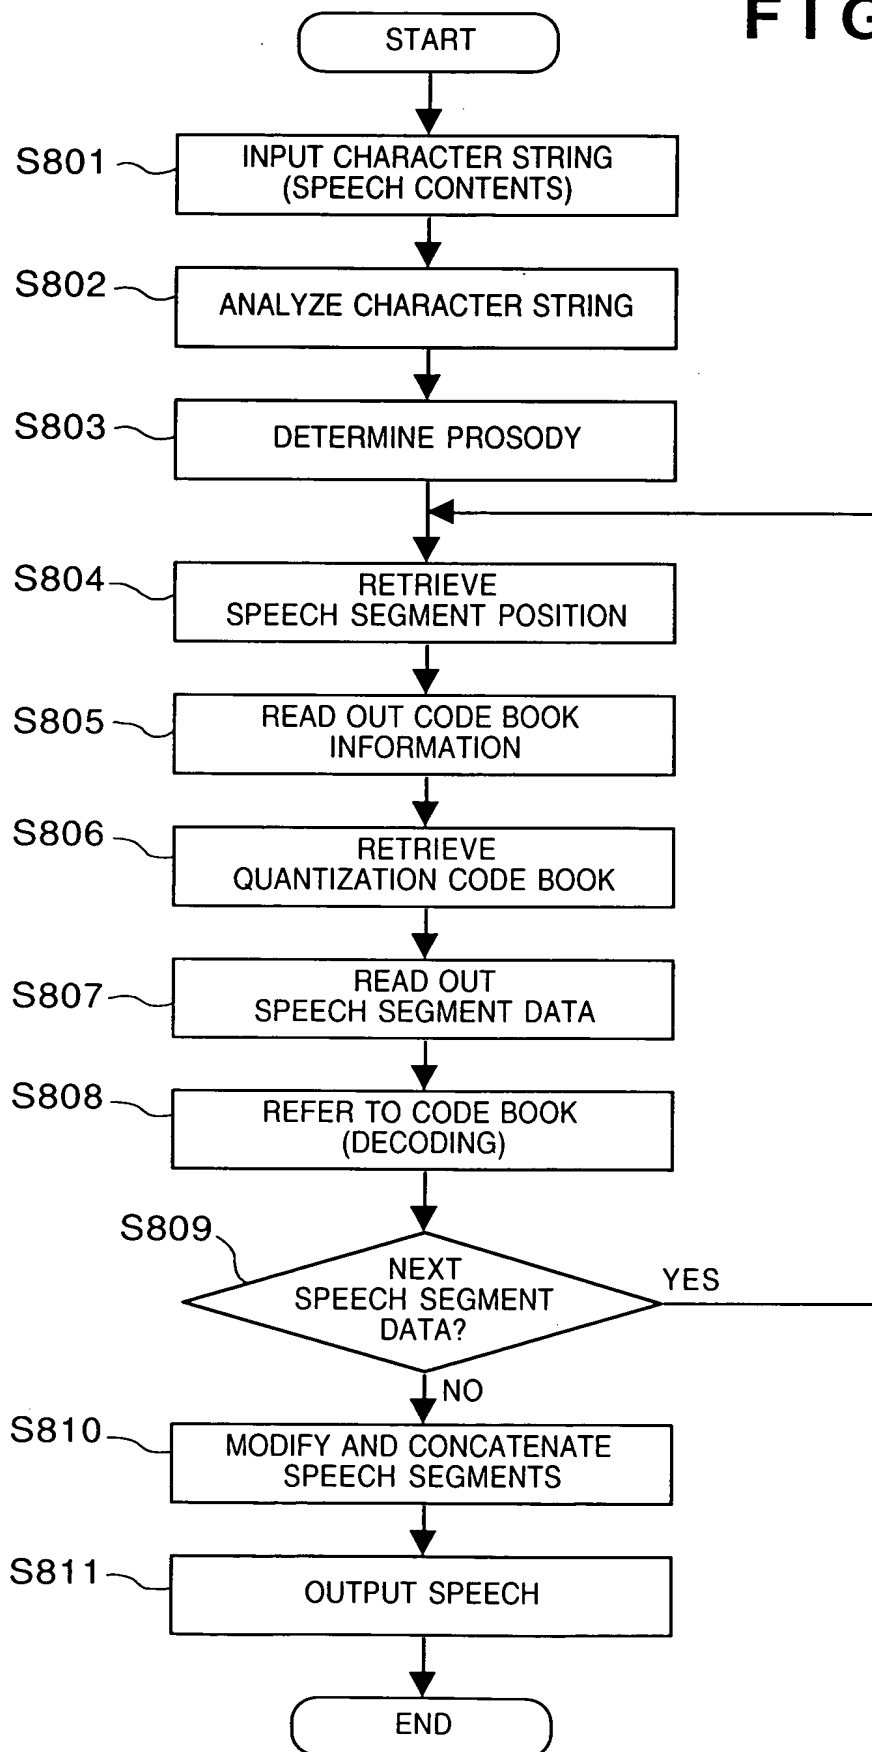 FIG
START
S801
INPUT CHARACTER STRING
(SPEECH CONTENTS)
S802
ANALYZE CHARACTER STRING
S803
DETERMINE PROSODY
S804
RETRIEVE
SPEECH SEGMENT POSITION
S805
READ OUT CODE BOOK
INFORMATION
S806
RETRIEVE
QUANTIZATION CODE BOOK
S807
READ OUT
SPEECH SEGMENT DATA
S808
REFER TO CODE BOOK
(DECODING)
S809
NEXT
SPEECH SEGMENT
DATA?
YES
NO
S810
MODIFY AND CONCATENATE
SPEECH SEGMENTS
S811
OUTPUT SPEECH
END